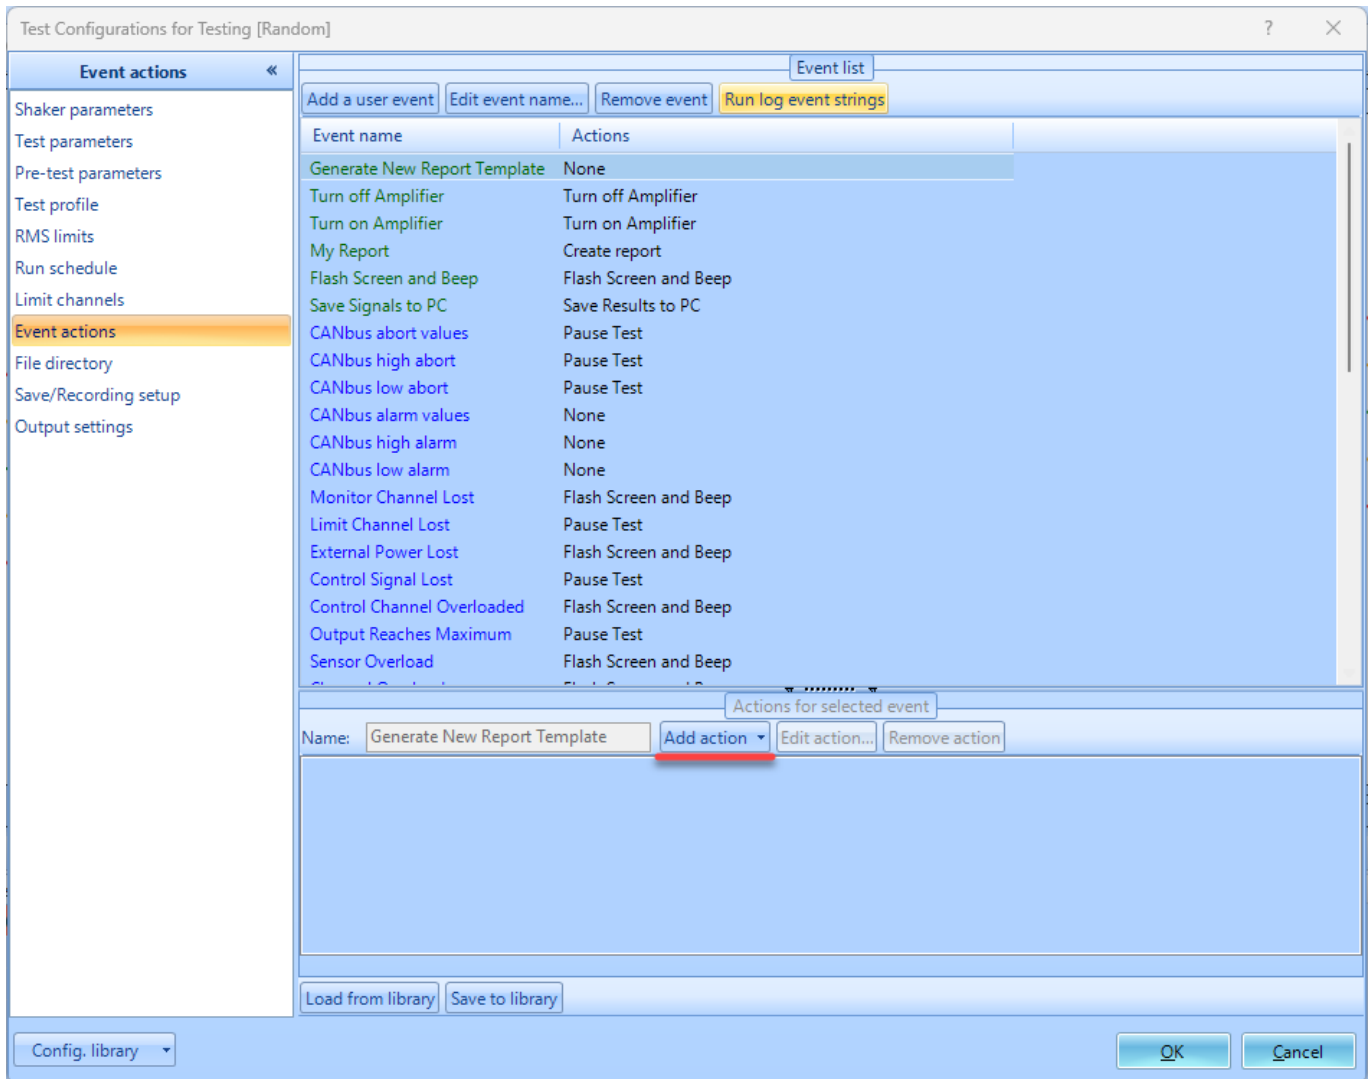 Test Configurations for Testing [Random]
?
Event actions «
Shaker parameters
Test parameters
Pre-test parameters
Test profile
RMS limits
Run schedule
Limit channels
Event actions
File directory
Save/Recording setup
Output settings
Event list
Add a user event Edit event name... Remove event Run log event strings
Event name Actions
Generate New Report Template None
Turn off Amplifier Turn off Amplifier
Turn on Amplifier Turn on Amplifier
My Report Create report
Flash Screen and Beep Flash Screen and Beep
Save Signals to PC Save Results to PC
CANbus abort values Pause Test
CANbus high abort Pause Test
CANbus low abort Pause Test
CANbus alarm values None
CANbus high alarm None
CANbus low alarm None
Monitor Channel Lost Flash Screen and Beep
Limit Channel Lost Pause Test
External Power Lost Flash Screen and Beep
Control Signal Lost Pause Test
Control Channel Overloaded Flash Screen and Beep
Output Reaches Maximum Pause Test
Sensor Overload Flash Screen and Beep
Actions for selected event
Name: Generate New Report Template Add action Edit action... Remove action
Load from library Save to library
Config. library OK Cancel